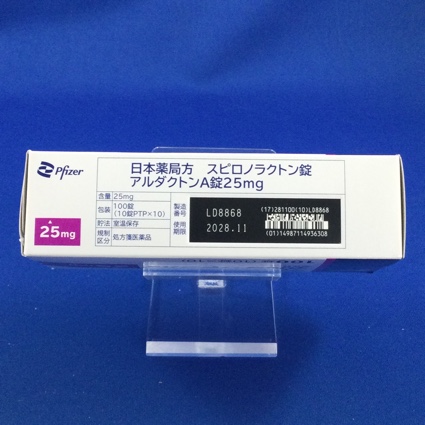 Pfizer
日本薬局方 スピロノラクトン錠
アルダクトンA錠25mg
含量 25mg
包装 100錠
(10錠PTP×10)
貯法 室温保存
規制区分 処方箋医薬品
製造番号 LD8868
使用期限 2028.11
(17)281100(10)LD8868
(01)14987114936308
25mg